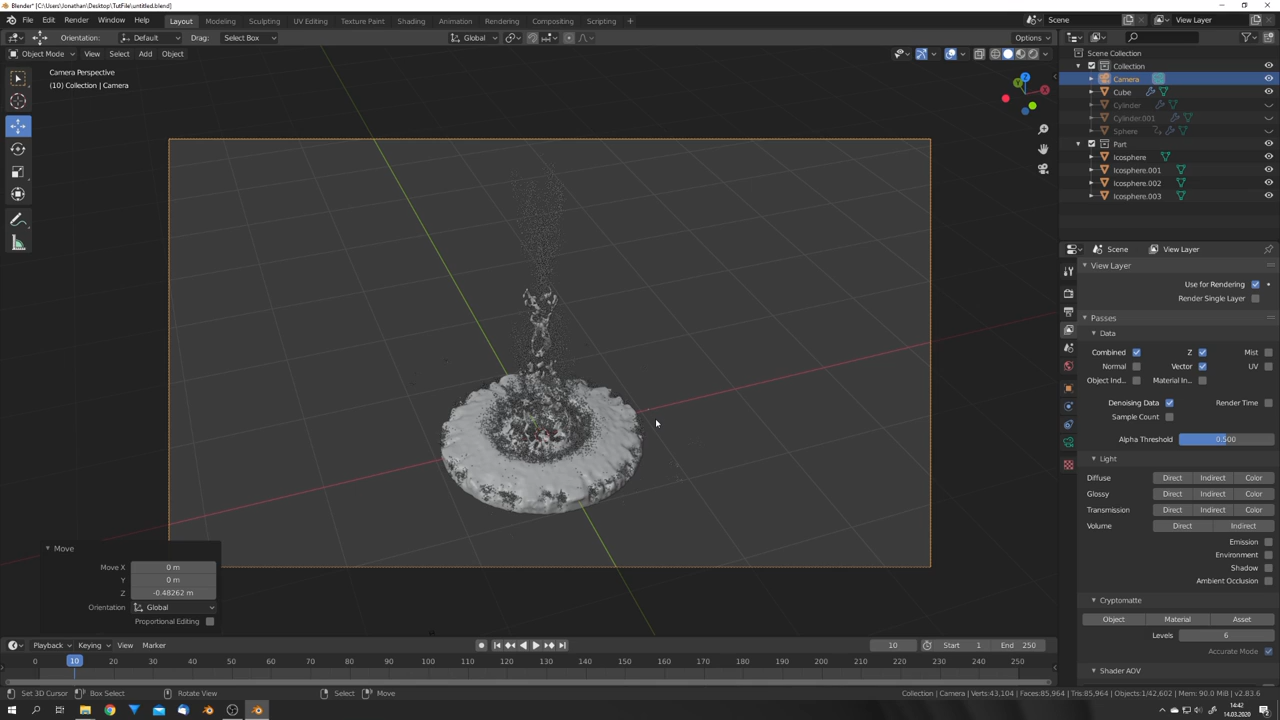 Blender* [C:\Users\Jonathan\Desktop\TutFile\untitled.blend]
File Edit Render Window Help Layout Modeling Sculpting UV Editing Texture Paint Shading Animation Rendering Compositing Scripting Scene View Layer
Orientation: Default Drag: Select Box Global Options
Object Mode View Select Add Object
Scene Collection
Collection
Camera
Cube
Cylinder
Cylinder.001
Sphere
Part
Icosphere
Icosphere.001
Icosphere.002
Icosphere.003
Camera Perspective
(10) Collection | Camera
Z
Y
X
Scene View Layer
View Layer
Use for Rendering
Render Single Layer
Passes
Data
Combined Z Mist
Normal Vector UV
Object Ind... Material In...
Denoising Data Render Time
Sample Count
Alpha Threshold 0.500
Light
Diffuse Direct Indirect Color
Glossy Direct Indirect Color
Transmission Direct Indirect Color
Volume Direct Indirect
Emission
Environment
Shadow
Ambient Occlusion
Cryptomatte
Object Material Asset
Levels 6
Accurate Mode
Shader AOV
Move
Move X 0 m
Y 0 m
Z -0.48262 m
Orientation Global
Proportional Editing
Playback Keying View Marker 10 Start 1 End 250
0 10 20 30 40 50 60 70 80 90 100 110 120 130 140 150 160 170 180 190 200 210 220 230 240 250
Set 3D Cursor Box Select Rotate View Select Move Collection | Camera | Verts:43,104 | Faces:85,964 | Tris:85,964 | Objects:1/42,602 | Mem: 90.0 MiB | v2.83.6
14:42
14.03.2020